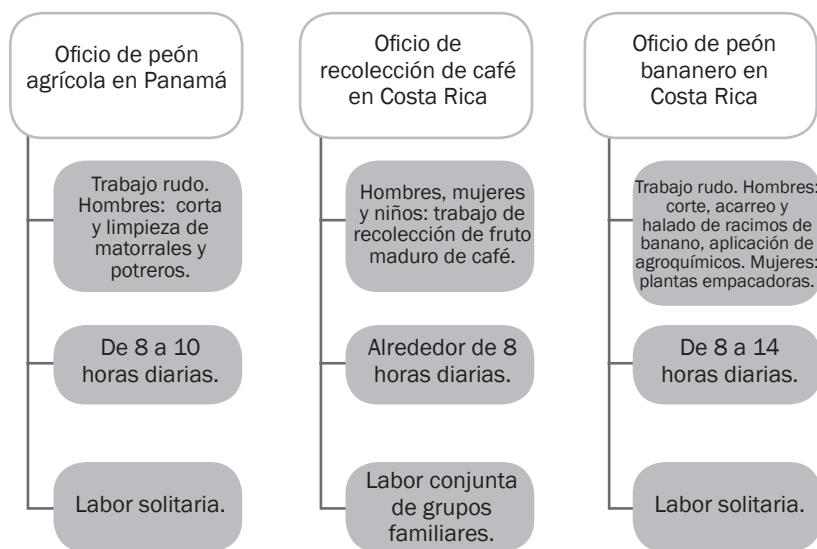 Oficio de peón
agrícola en Panamá
Trabajo rudo.
Hombres: corta
y limpieza de
matorrales y
potreros.
De 8 a 10
horas diarias.
Labor solitaria.
Oficio de
recolección de café
en Costa Rica
Hombres, mujeres
y niños: trabajo de
recolección de fruto
maduro de café.
Alrededor de 8
horas diarias.
Labor conjunta
de grupos
familiares.
Oficio de peón
bananero en
Costa Rica
Trabajo rudo. Hombres:
corte, acarreo y
halado de racimos de
banano, aplicación de
agroquímicos. Mujeres:
plantas empacadoras.
De 8 a 14
horas diarias.
Labor solitaria.